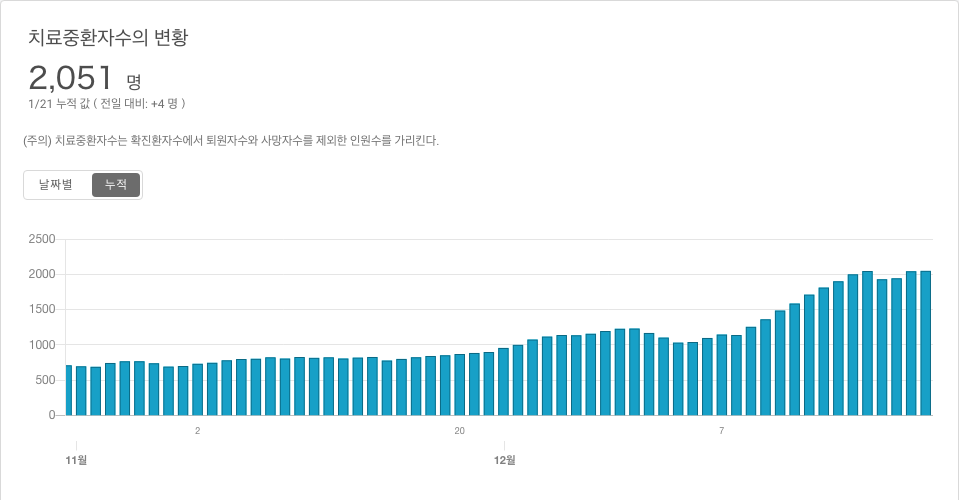 치료중환자수의 변황
2,051 명
1/21 누적 값 ( 전일 대비: +4 명 )
(주의) 치료중환자수는 확진환자수에서 퇴원자수와 사망자수를 제외한 인원수를 가리킨다.
날짜별 누적
2500
2000
1500
1000
500
0
2 20 7
11월 12월